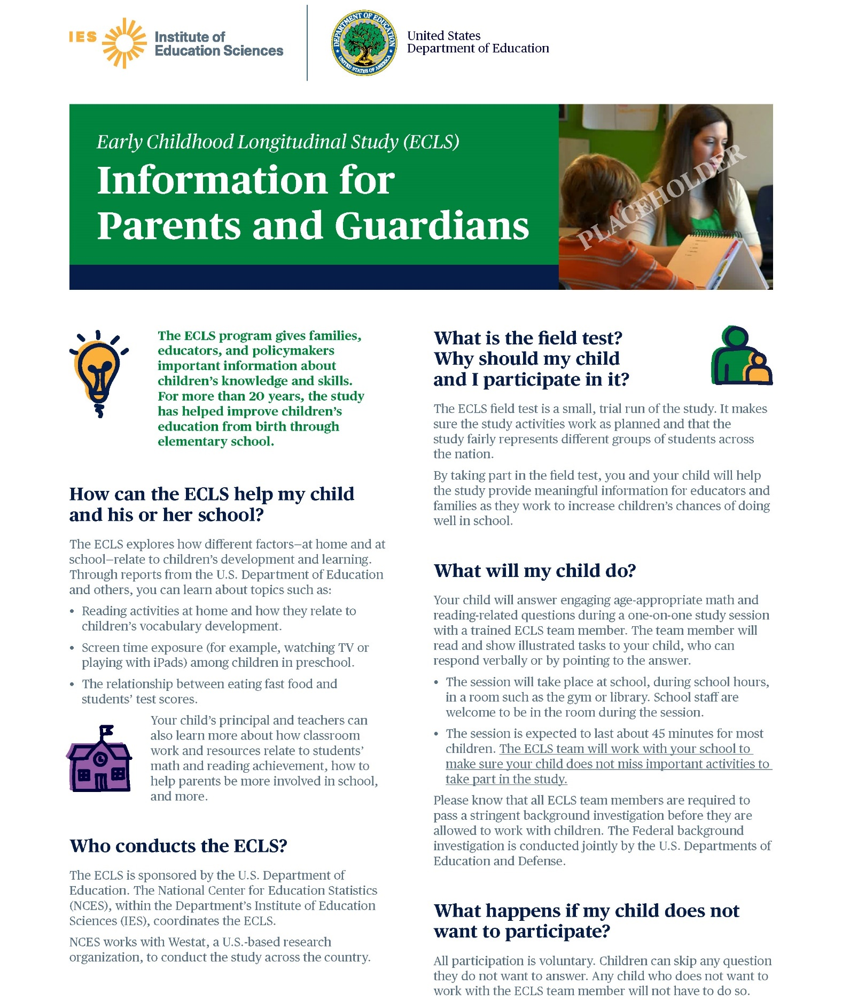 IES
Institute of
Education Sciences
DEPARTMENT OF EDUCATION
UNITED STATES OF AMERICA
United States
Department of Education
Early Childhood Longitudinal Study (ECLS)
Information for
Parents and Guardians
PLACEHOLDER
The ECLS program gives families,
educators, and policymakers
important information about
children’s knowledge and skills.
For more than 20 years, the study
has helped improve children’s
education from birth through
elementary school.
How can the ECLS help my child
and his or her school?
The ECLS explores how different factors—at home and at
school—relate to children’s development and learning.
Through reports from the U.S. Department of Education
and others, you can learn about topics such as:
• Reading activities at home and how they relate to
children’s vocabulary development.
• Screen time exposure (for example, watching TV or
playing with iPads) among children in preschool.
• The relationship between eating fast food and
students’ test scores.
Your child’s principal and teachers can
also learn more about how classroom
work and resources relate to students’
math and reading achievement, how to
help parents be more involved in school,
and more.
Who conducts the ECLS?
The ECLS is sponsored by the U.S. Department of
Education. The National Center for Education Statistics
(NCES), within the Department’s Institute of Education
Sciences (IES), coordinates the ECLS.
NCES works with Westat, a U.S.-based research
organization, to conduct the study across the country.
What is the field test?
Why should my child
and I participate in it?
The ECLS field test is a small, trial run of the study. It makes
sure the study activities work as planned and that the
study fairly represents different groups of students across
the nation.
By taking part in the field test, you and your child will help
the study provide meaningful information for educators and
families as they work to increase children’s chances of doing
well in school.
What will my child do?
Your child will answer engaging age-appropriate math and
reading-related questions during a one-on-one study session
with a trained ECLS team member. The team member will
read and show illustrated tasks to your child, who can
respond verbally or by pointing to the answer.
• The session will take place at school, during school hours,
in a room such as the gym or library. School staff are
welcome to be in the room during the session.
• The session is expected to last about 45 minutes for most
children. The ECLS team will work with your school to
make sure your child does not miss important activities to
take part in the study.
Please know that all ECLS team members are required to
pass a stringent background investigation before they are
allowed to work with children. The Federal background
investigation is conducted jointly by the U.S. Departments of
Education and Defense.
What happens if my child does not
want to participate?
All participation is voluntary. Children can skip any question
they do not want to answer. Any child who does not want to
work with the ECLS team member will not have to do so.